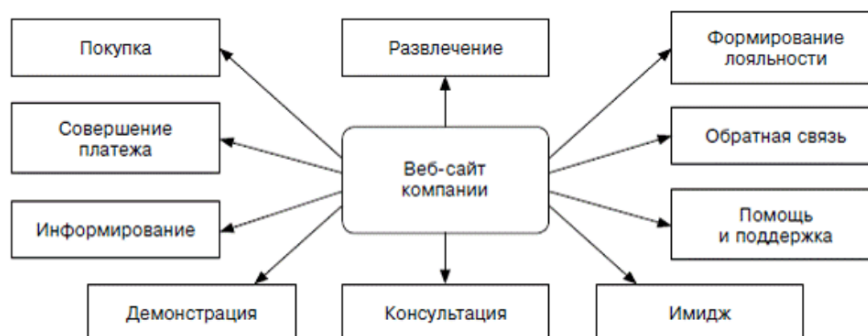 Покупка
Развлечение
Формирование
лояльности
Совершение
платежа
Веб-сайт
компании
Обратная связь
Информирование
Помощь
и поддержка
Демонстрация
Консультация
Имидж